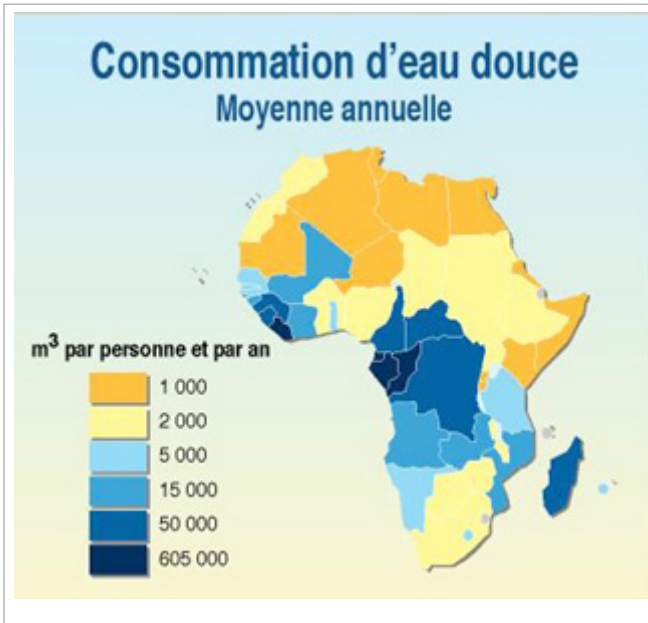 Consommation d'eau douce
Moyenne annuelle
m³ par personne et par an
1 000
2 000
5 000
15 000
50 000
605 000